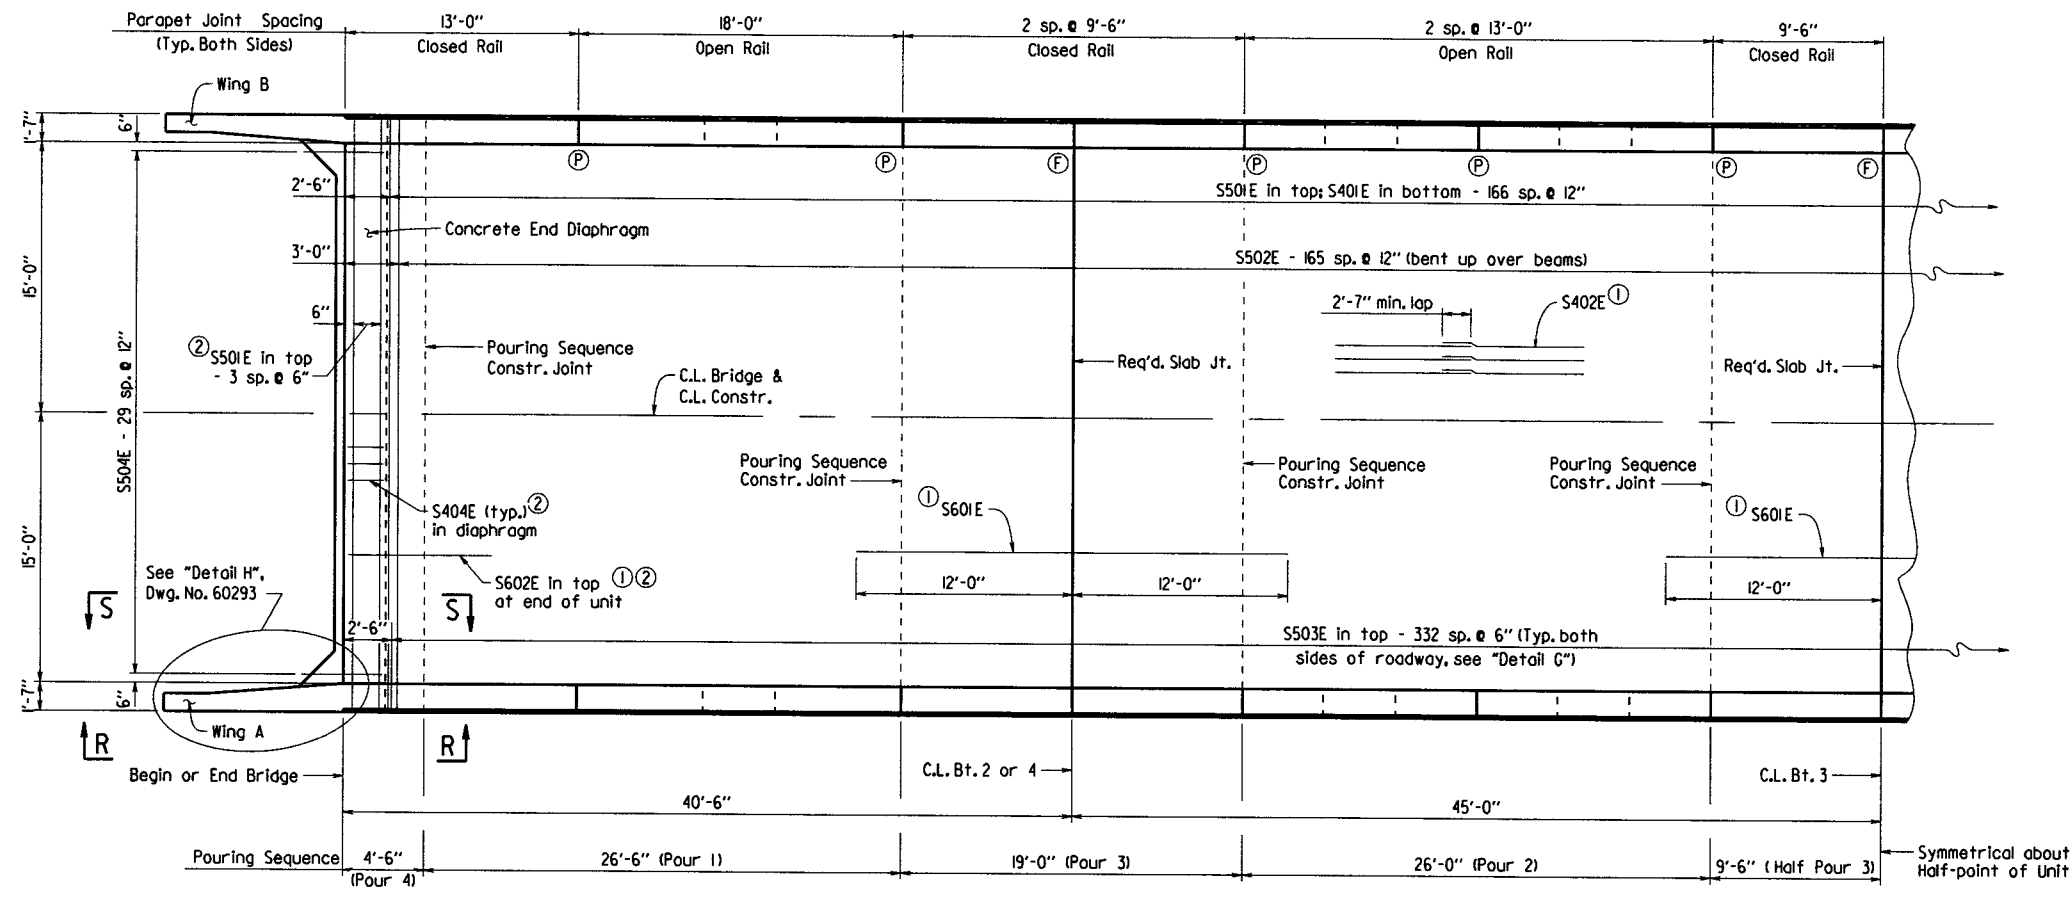 Parapet Joint Spacing
(Typ. Both Sides)
13'-0"
Closed Rail
18'-0"
Open Rail
2 sp. @ 9'-6"
Closed Rail
2 sp. @ 13'-0"
Open Rail
9'-6"
Closed Rail
Wing B
1'-7"
6"
P
P
F
P
P
P
F
2'-6"
S501E in top; S401E in bottom - 166 sp. @ 12"
Concrete End Diaphragm
3'-0"
S502E - 165 sp. @ 12" (bent up over beams)
15'-0"
S504E - 29 sp. @ 12"
6"
2'-7" min. lap
S402E 1
2 S501E in top
- 3 sp. @ 6"
Pouring Sequence
Constr. Joint
C.L. Bridge &
C.L. Constr.
Req'd. Slab Jt.
Req'd. Slab Jt.
Pouring Sequence
Constr. Joint
Pouring Sequence
Constr. Joint
Pouring Sequence
Constr. Joint
S404E (typ.) 2
in diaphragm
1 S601E
1 S601E
15'-0"
See "Detail H",
Dwg. No. 60293
S602E in top 1 2
at end of unit
12'-0"
12'-0"
12'-0"
S
S
2'-6"
S503E in top - 332 sp. @ 6" (Typ. both
sides of roadway, see "Detail G")
1'-7"
6"
Wing A
R
R
Begin or End Bridge
C.L. Bt. 2 or 4
C.L. Bt. 3
40'-6"
45'-0"
Pouring Sequence
4'-6"
(Pour 4)
26'-6" (Pour 1)
19'-0" (Pour 3)
26'-0" (Pour 2)
9'-6" (Half Pour 3)
Symmetrical about
Half-point of Unit